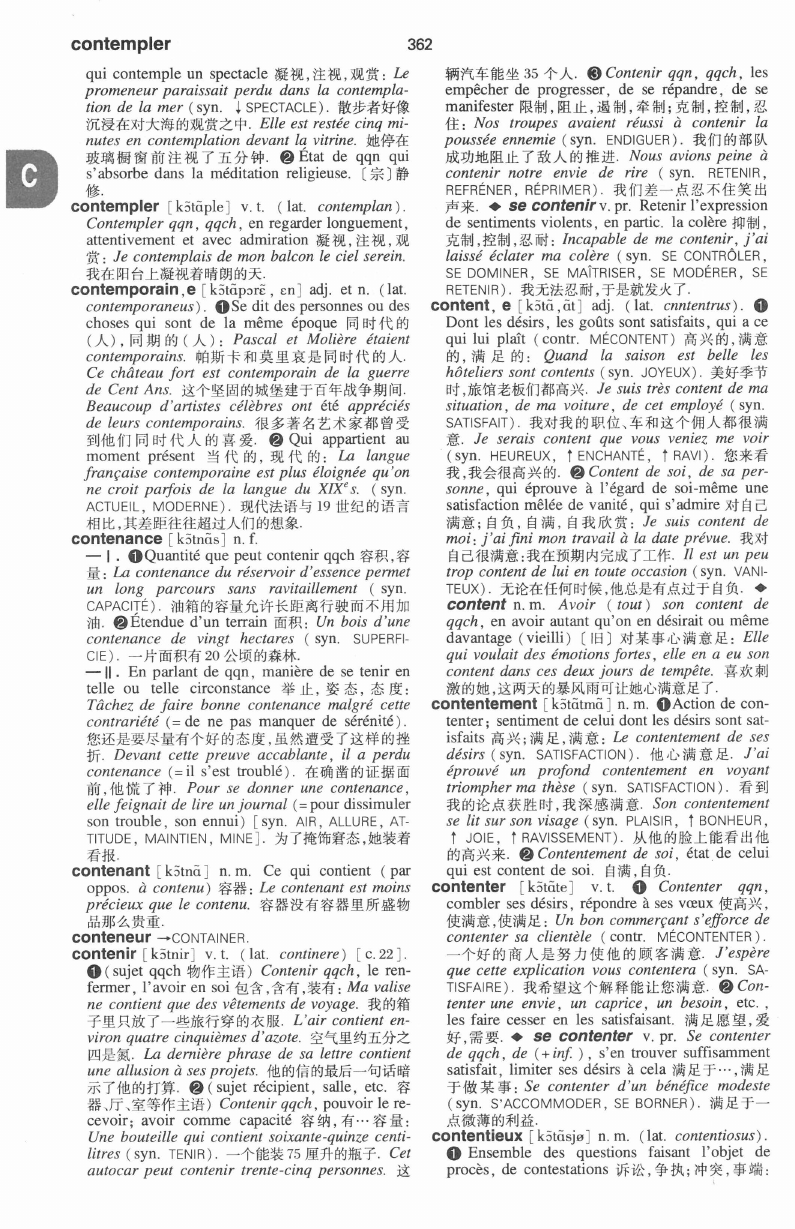 contempler
362
qui contemple un spectacle 凝视,注视,观赏: Le
promeneur paraissait perdu dans la contempla-
tion de la mer (syn. ↓ SPECTACLE). 散步者好像
沉浸在对大海的观赏之中. Elle est restée cinq mi-
nutes en contemplation devant la vitrine. 她停在
玻璃橱窗前注视了五分钟. ❷ État de qqn qui
s'absorbe dans la méditation religieuse. 〔宗〕静
修.
C
contempler [kɔ̃tɑ̃ple] v. t. (lat. contemplan).
Contempler qqn, qqch, en regarder longuement,
attentivement et avec admiration 凝视,注视,观
赏: Je contemplais de mon balcon le ciel serein.
我在阳台上凝视着晴朗的天.
contemporain,e [kɔ̃tɑ̃pɔrɛ̃, ɛn] adj. et n. (lat.
contemporaneus). ❶Se dit des personnes ou des
choses qui sont de la même époque 同时代的
(人),同期的(人): Pascal et Molière étaient
contemporains. 帕斯卡和莫里哀是同时代的人.
Ce château fort est contemporain de la guerre
de Cent Ans. 这个坚固的城堡建于百年战争期间.
Beaucoup d'artistes célèbres ont été appréciés
de leurs contemporains. 很多著名艺术家都曾受
到他们同时代人的喜爱. ❷ Qui appartient au
moment présent 当代的,现代的: La langue
française contemporaine est plus éloignée qu'on
ne croit parfois de la langue du XIXᵉ s. (syn.
ACTUEIL, MODERNE). 现代法语与 19 世纪的语言
相比,其差距往往超过人们的想象.
contenance [kɔ̃tnɑ̃s] n. f.
— I. ❶Quantité que peut contenir qqch 容积,容
量: La contenance du réservoir d'essence permet
un long parcours sans ravitaillement (syn.
CAPACITÉ). 油箱的容量允许长距离行驶而不用加
油. ❷Étendue d'un terrain 面积: Un bois d'une
contenance de vingt hectares (syn. SUPERFI-
CIE). 一片面积有 20 公顷的森林.
— II. En parlant de qqn, manière de se tenir en
telle ou telle circonstance 举止,姿态,态度:
Tâchez de faire bonne contenance malgré cette
contrariété (= de ne pas manquer de sérénité).
您还是要尽量有个好的态度,虽然遭受了这样的挫
折. Devant cette preuve accablante, il a perdu
contenance (= il s'est troublé). 在确凿的证据面
前,他慌了神. Pour se donner une contenance,
elle feignait de lire un journal (= pour dissimuler
son trouble, son ennui) [syn. AIR, ALLURE, AT-
TITUDE, MAINTIEN, MINE]. 为了掩饰窘态,她装着
看报.
contenant [kɔ̃tnɑ̃] n. m. Ce qui contient (par
oppos. à contenu) 容器: Le contenant est moins
précieux que le contenu. 容器没有容器里所盛物
品那么贵重.
conteneur →CONTAINER.
contenir [kɔ̃tnir] v. t. (lat. continere) [c. 22].
❶(sujet qqch 物作主语) Contenir qqch, le ren-
fermer, l'avoir en soi 包含,含有,装有: Ma valise
ne contient que des vêtements de voyage. 我的箱
子里只放了一些旅行穿的衣服. L'air contient en-
viron quatre cinquièmes d'azote. 空气里约五分之
四是氮. La dernière phrase de sa lettre contient
une allusion à ses projets. 他的信的最后一句话暗
示了他的打算. ❷ (sujet récipient, salle, etc. 容
器、厅、室等作主语) Contenir qqch, pouvoir le re-
cevoir; avoir comme capacité 容纳,有…容量:
Une bouteille qui contient soixante-quinze centi-
litres (syn. TENIR). 一个能装 75 厘升的瓶子. Cet
autocar peut contenir trente-cinq personnes. 这
辆汽车能坐 35 个人. ❸ Contenir qqn, qqch, les
empêcher de progresser, de se répandre, de se
manifester 限制,阻止,遏制,牵制;克制,控制,忍
住: Nos troupes avaient réussi à contenir la
poussée ennemie (syn. ENDIGUER). 我们的部队
成功地阻止了敌人的推进. Nous avions peine à
contenir notre envie de rire (syn. RETENIR,
REFRÉNER, RÉPRIMER). 我们差一点忍不住笑出
声来. ◆ se contenir v. pr. Retenir l'expression
de sentiments violents, en partic. la colère 抑制,
克制,控制,忍耐: Incapable de me contenir, j'ai
laissé éclater ma colère (syn. SE CONTRÔLER,
SE DOMINER, SE MAÎTRISER, SE MODÉRER, SE
RETENIR). 我无法忍耐,于是就发火了.
content, e [kɔ̃tɑ̃,ɑ̃t] adj. (lat. cnntentrus). ❶
Dont les désirs, les goûts sont satisfaits, qui a ce
qui lui plaît (contr. MÉCONTENT) 高兴的,满意
的,满足的: Quand la saison est belle les
hôteliers sont contents (syn. JOYEUX). 美好季节
时,旅馆老板们都高兴. Je suis très content de ma
situation, de ma voiture, de cet employé (syn.
SATISFAIT). 我对我的职位、车和这个佣人都很满
意. Je serais content que vous veniez me voir
(syn. HEUREUX, ↑ ENCHANTÉ, ↑ RAVI). 您来看
我,我会很高兴的. ❷ Content de soi, de sa per-
sonne, qui éprouve à l'égard de soi-même une
satisfaction mêlée de vanité, qui s'admire 对自己
满意;自负,自满,自我欣赏: Je suis content de
moi: j'ai fini mon travail à la date prévue. 我对
自己很满意:我在预期内完成了工作. Il est un peu
trop content de lui en toute occasion (syn. VANI-
TEUX). 无论在任何时候,他总是有点过于自负. ◆
content n. m. Avoir (tout) son content de
qqch, en avoir autant qu'on en désirait ou même
davantage (vieilli) 〔旧〕对某事心满意足: Elle
qui voulait des émotions fortes, elle en a eu son
content dans ces deux jours de tempête. 喜欢刺
激的她,这两天的暴风雨可让她心满意足了.
contentement [kɔ̃tɑ̃tmɑ̃] n. m. ❶Action de con-
tenter; sentiment de celui dont les désirs sont sat-
isfaits 高兴;满足,满意: Le contentement de ses
désirs (syn. SATISFACTION). 他心满意足. J'ai
éprouvé un profond contentement en voyant
triompher ma thèse (syn. SATISFACTION). 看到
我的论点获胜时,我深感满意. Son contentement
se lit sur son visage (syn. PLAISIR, ↑ BONHEUR,
↑ JOIE, ↑ RAVISSEMENT). 从他的脸上能看出他
的高兴来. ❷ Contentement de soi, état de celui
qui est content de soi. 自满,自负.
contenter [kɔ̃tɑ̃te] v. t. ❶ Contenter qqn,
combler ses désirs, répondre à ses vœux 使高兴,
使满意,使满足: Un bon commerçant s'efforce de
contenter sa clientèle (contr. MÉCONTENTER).
一个好的商人是努力使他的顾客满意. J'espère
que cette explication vous contentera (syn. SA-
TISFAIRE). 我希望这个解释能让您满意. ❷ Con-
tenter une envie, un caprice, un besoin, etc.,
les faire cesser en les satisfaisant. 满足愿望,爱
好,需要. ◆ se contenter v. pr. Se contenter
de qqch, de (+inf.), s'en trouver suffisamment
satisfait, limiter ses désirs à cela 满足于…,满足
于做某事: Se contenter d'un bénéfice modeste
(syn. S'ACCOMMODER, SE BORNER). 满足于一
点微薄的利益.
contentieux [kɔ̃tɑ̃sjø] n. m. (lat. contentiosus).
❶ Ensemble des questions faisant l'objet de
procès, de contestations 诉讼,争执;冲突,事端: